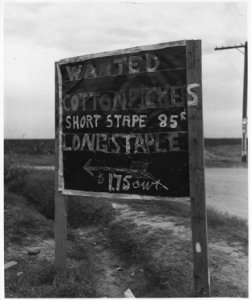 WANTED
COTTON PICKERS
SHORT STAPE 85¢
LONG STAPLE
$1.75 cwt